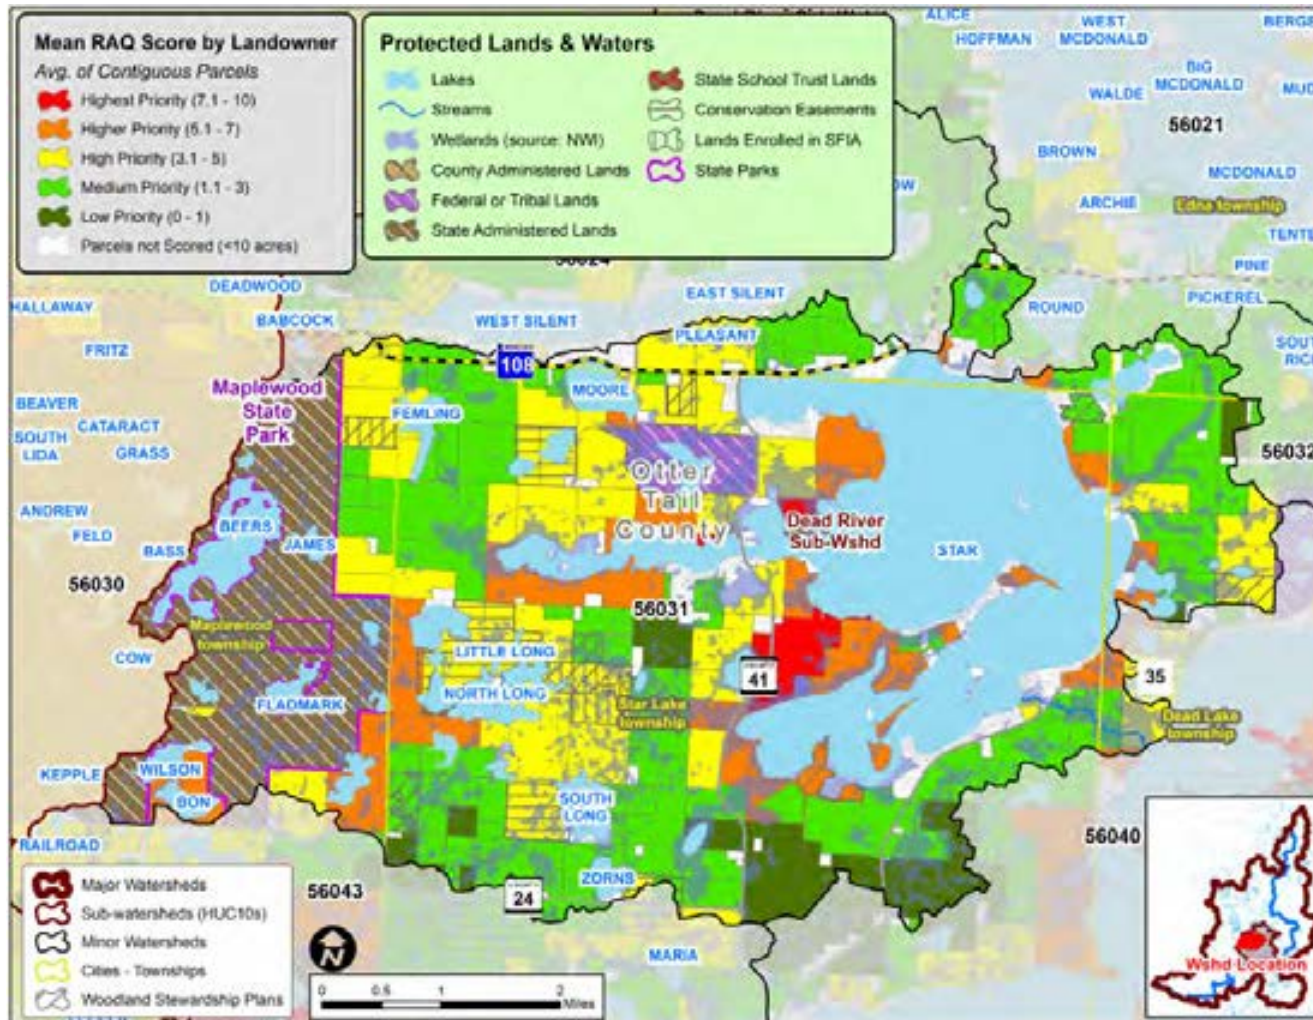 Mean RAQ Score by Landowner
Avg. of Contiguous Parcels
Highest Priority (7.1 - 10)
Higher Priority (5.1 - 7)
High Priority (3.1 - 5)
Medium Priority (1.1 - 3)
Low Priority (0 - 1)
Parcels not Scored (<10 acres)
Protected Lands & Waters
Lakes
Streams
Wetlands (source: NWI)
County Administered Lands
Federal or Tribal Lands
State Administered Lands
State School Trust Lands
Conservation Easements
Lands Enrolled in SFIA
State Parks
ALICE
HOFFMAN
WEST
MCDONALD
BIG
MCDONALD
WALDE
56021
BROWN
MCDONALD
ARCHIE
Edna township
PINE
PICKEREL
ROUND
DEADWOOD
HALLAWAY
BABCOCK
FRITZ
EAST SILENT
WEST SILENT
PLEASANT
108
MOORE
Maplewood
State
Park
FEMLING
BEAVER
CATARACT
SOUTH
LIDA
GRASS
56032
ANDREW
FELD
BASS
BEERS
JAMES
Otter
Tail
County
Dead River
Sub-Wshd
STAR
56030
56031
Maplewood
township
COW
LITTLE LONG
NORTH LONG
FLADMARK
41
Star Lake
township
35
Dead Lake
township
KEPPLE
WILSON
BON
SOUTH
LONG
RAILROAD
ZORNS
56040
56043
24
MARIA
Major Watersheds
Sub-watersheds (HUC10s)
Minor Watersheds
Cities - Townships
Woodland Stewardship Plans
N
0 0.5 1 2
Miles
Wshd Location